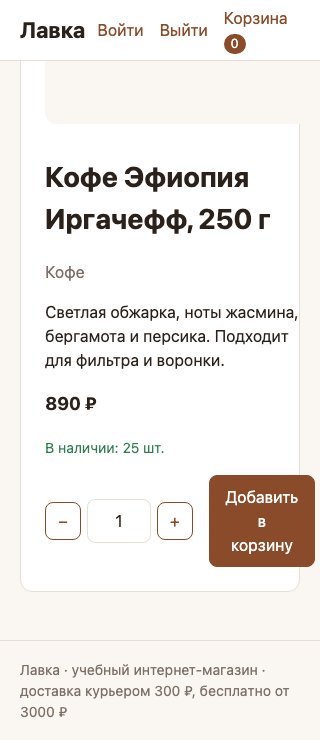 Лавка
Войти
Выйти
Корзина
0
Кофе Эфиопия
Иргачефф, 250 г
Кофе
Светлая обжарка, ноты жасмина,
бергамота и персика. Подходит
для фильтра и воронки.
890 ₽
В наличии: 25 шт.
−
1
+
Добавить
в
корзину
Лавка · учебный интернет-магазин ·
доставка курьером 300 ₽, бесплатно от
3000 ₽